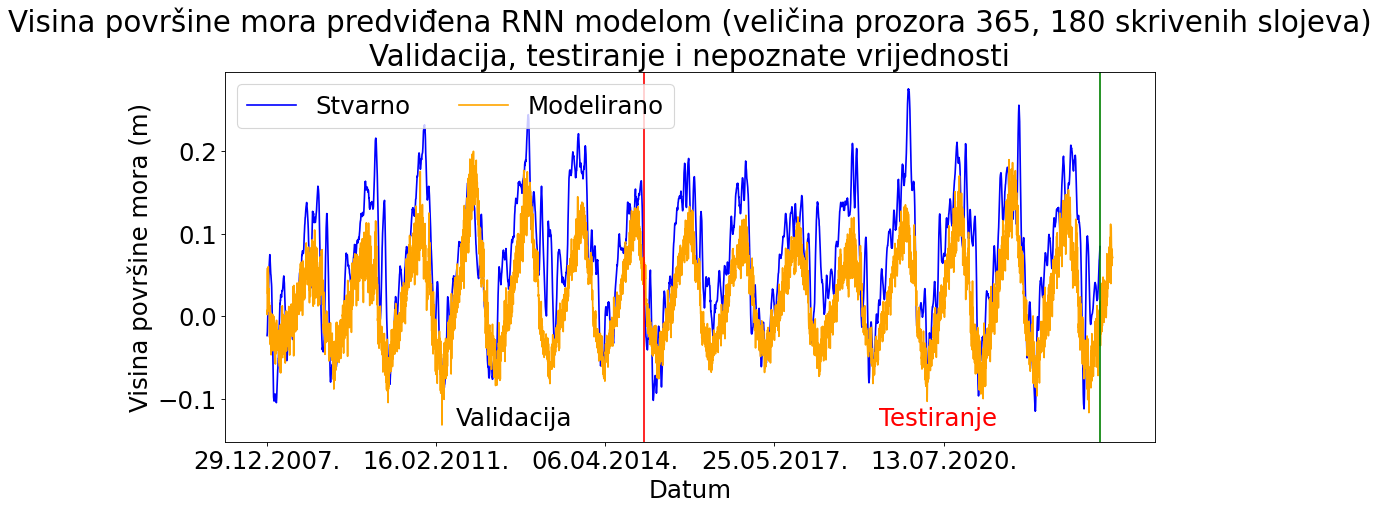 Visina površine mora predviđena RNN modelom (veličina prozora 365, 180 skrivenih slojeva)
Validacija, testiranje i nepoznate vrijednosti
Stvarno
Modelirano
Visina površine mora (m)
0.2
0.1
0.0
−0.1
Validacija
Testiranje
29.12.2007.
16.02.2011.
06.04.2014.
25.05.2017.
13.07.2020.
Datum